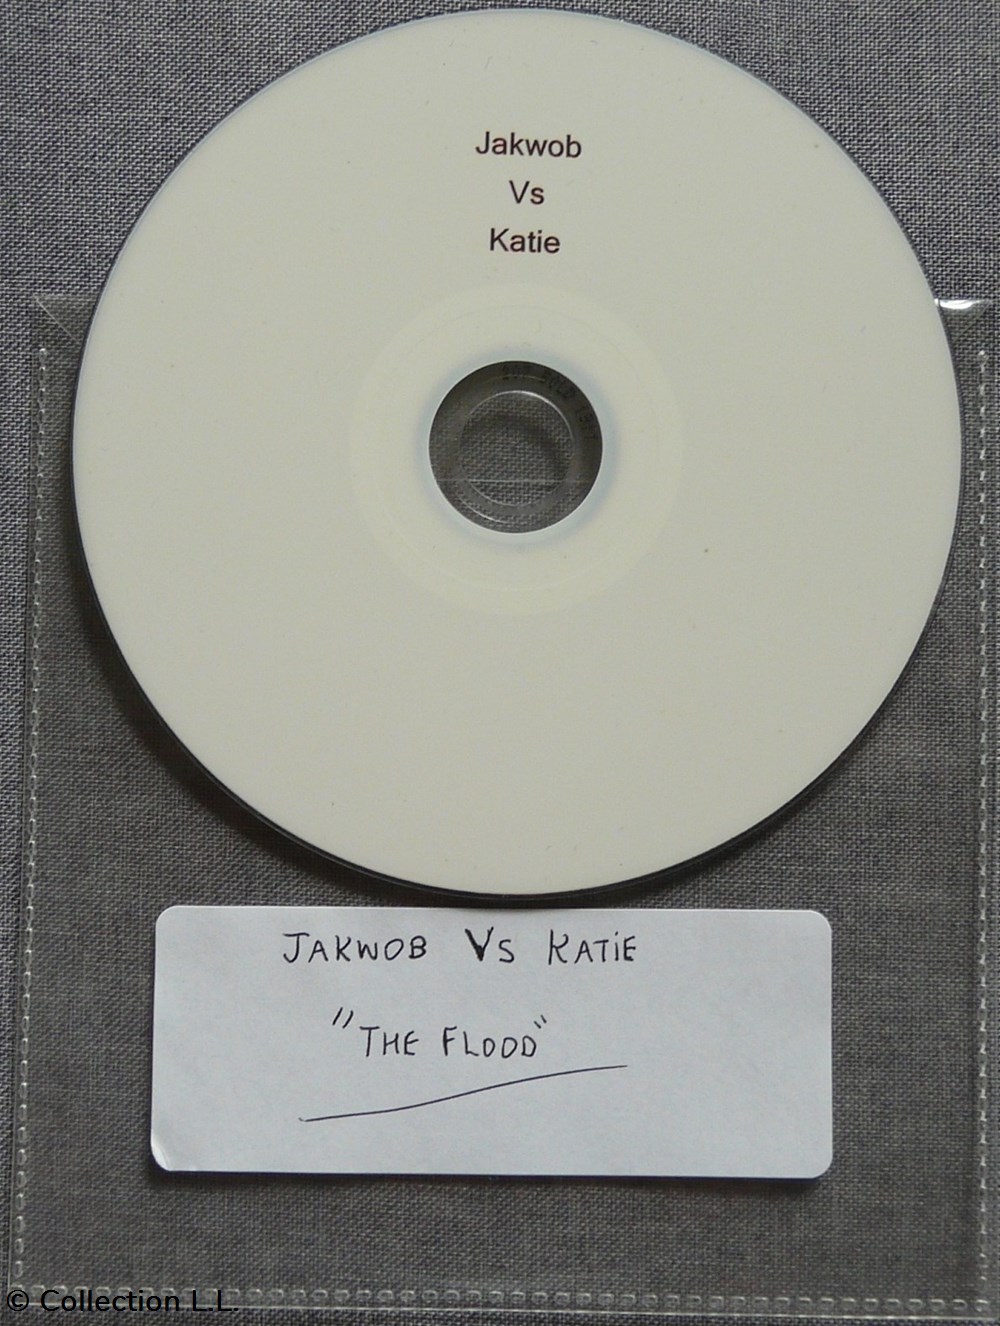 Jakwob
Vs
Katie
JAKWOB Vs KATiE
"THE FLOOD"
© Collection L.L.